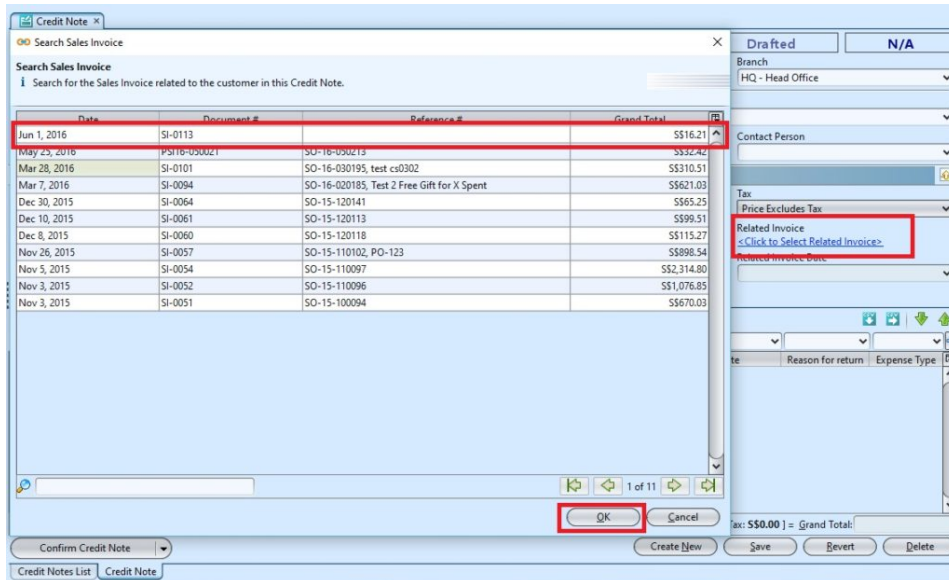 Credit Note ×
Search Sales Invoice
Search Sales Invoice
i Search for the Sales Invoice related to the customer in this Credit Note.
Date Document # Reference # Grand Total
Jun 1, 2016 SI-0113 S$16.21
May 25, 2016 PSI16-050021 SO-16-050213 S$32.42
Mar 28, 2016 SI-0101 SO-16-030195, test cs0302 S$310.51
Mar 7, 2016 SI-0094 SO-16-020185, Test 2 Free Gift for X Spent S$621.03
Dec 30, 2015 SI-0064 SO-15-120141 S$65.25
Dec 10, 2015 SI-0061 SO-15-120113 S$99.51
Dec 8, 2015 SI-0060 SO-15-120118 S$115.27
Nov 26, 2015 SI-0057 SO-15-110102, PO-123 S$898.54
Nov 5, 2015 SI-0054 SO-15-110097 S$2,314.80
Nov 3, 2015 SI-0052 SO-15-110096 S$1,076.85
Nov 3, 2015 SI-0051 SO-15-100094 S$670.03
1 of 11
OK Cancel
Drafted N/A
Branch
HQ - Head Office
Contact Person
Tax
Price Excludes Tax
Related Invoice
<Click to Select Related Invoice>
Related Invoice Date
te Reason for return Expense Type
Tax: S$0.00 ] = Grand Total:
Confirm Credit Note Create New Save Revert Delete
Credit Notes List Credit Note